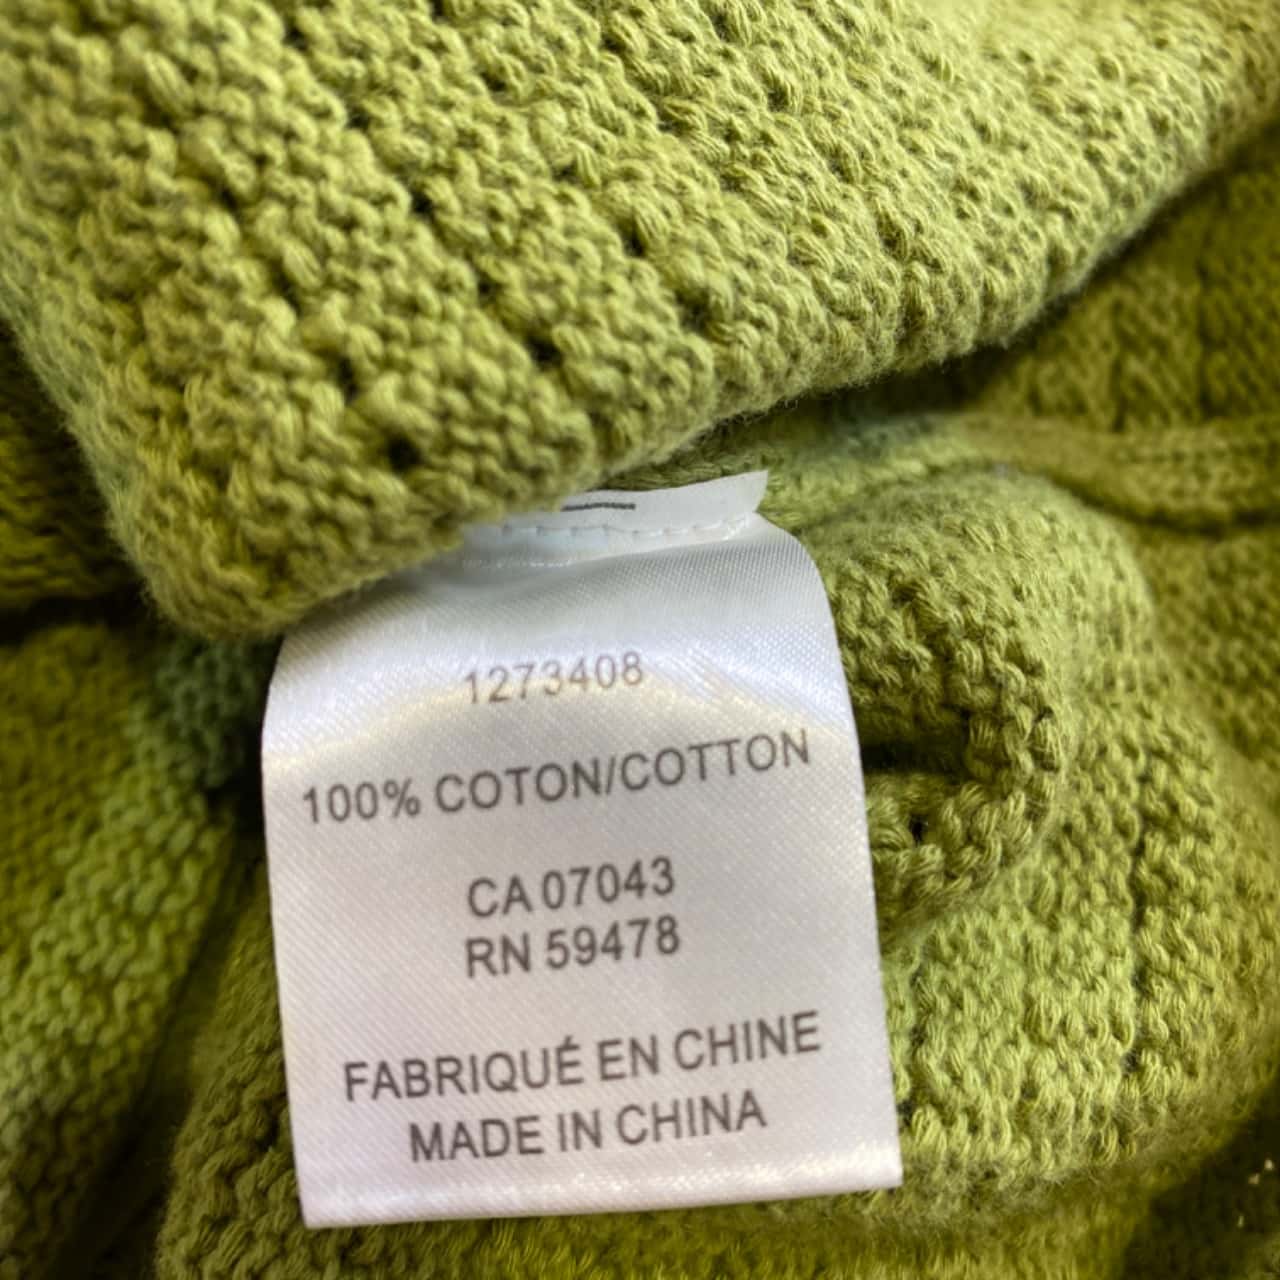 1273408
100% COTON/COTTON
CA 07043
RN 59478
FABRIQUÉ EN CHINE
MADE IN CHINA